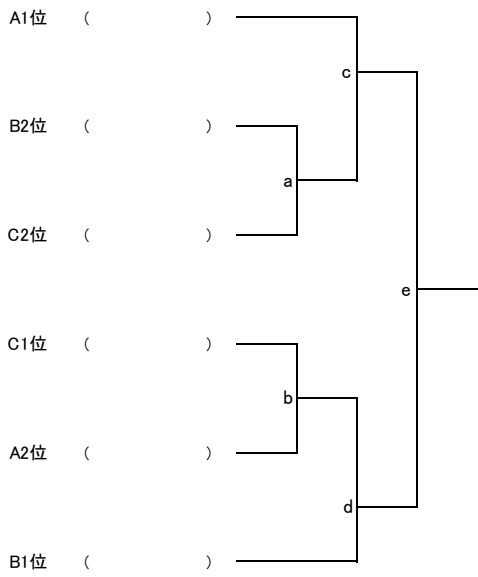 A1位 ( )
c
B2位 ( )
a
C2位 ( )
e
C1位 ( )
b
A2位 ( )
d
B1位 ( )